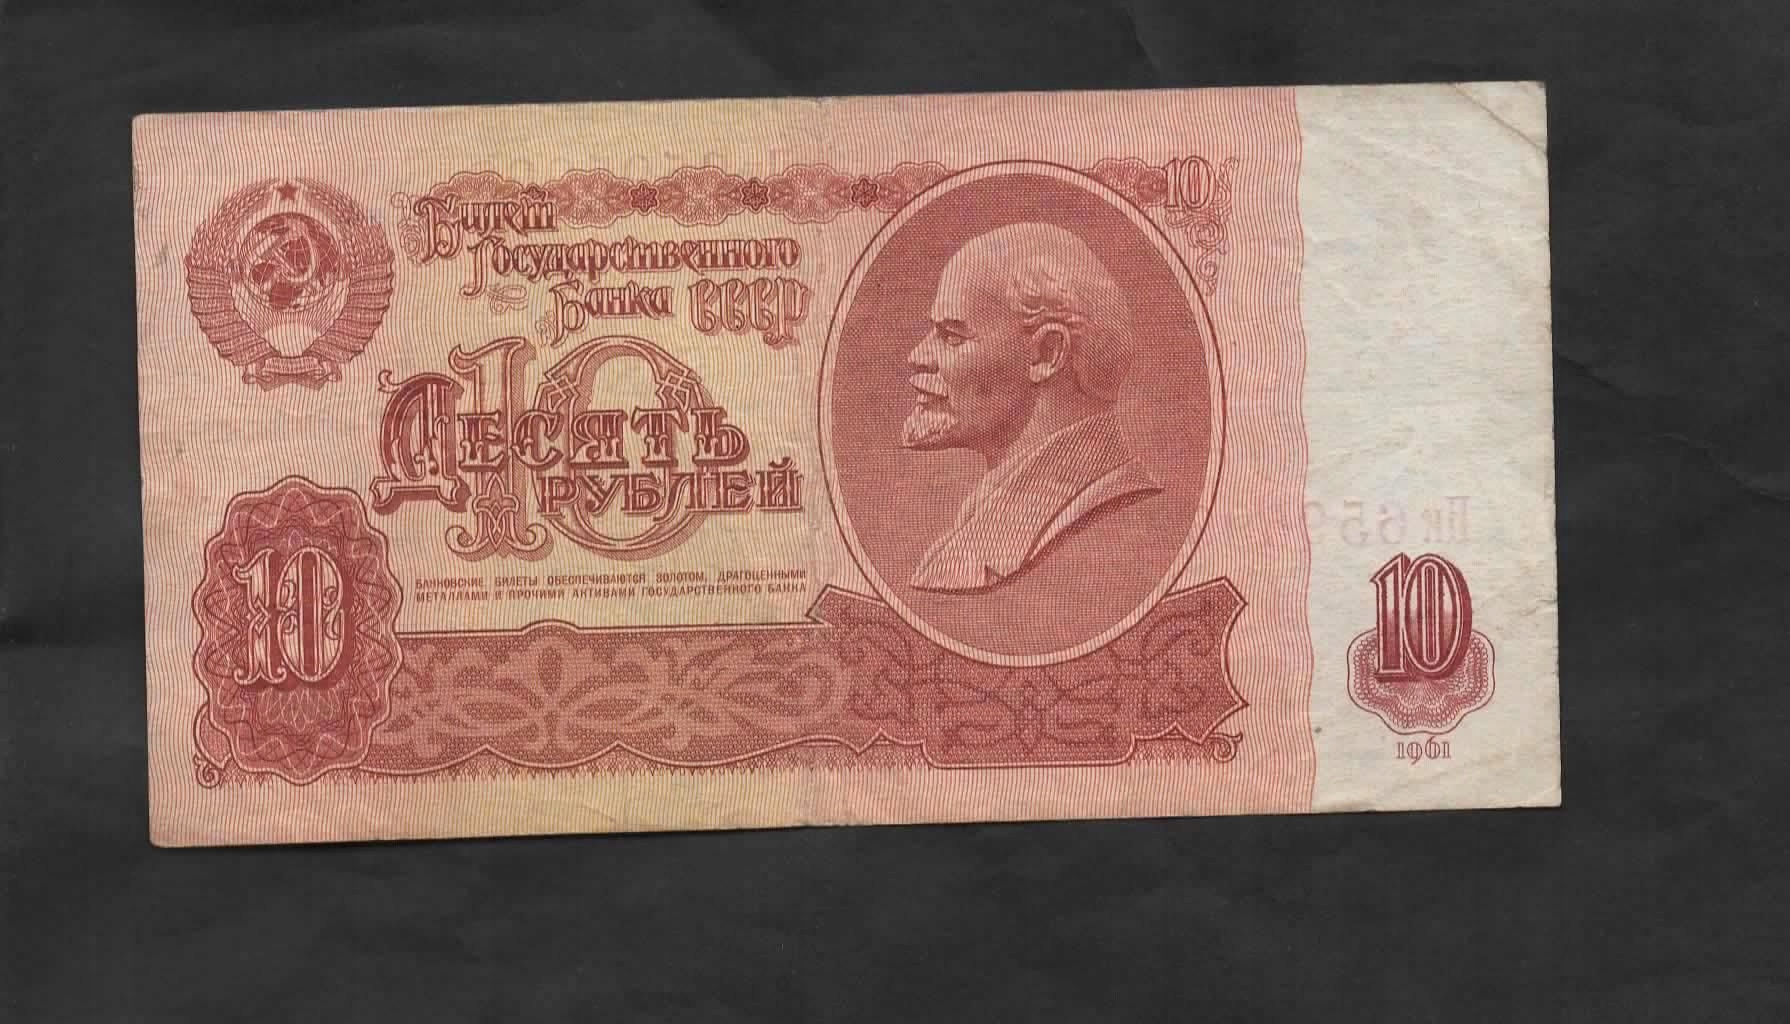 Билет
Государственного
Банка СССР
10
10
Десять
рублей
БАНКОВСКИЕ БИЛЕТЫ ОБЕСПЕЧИВАЮТСЯ ЗОЛОТОМ, ДРАГОЦЕННЫМИ
МЕТАЛЛАМИ И ПРОЧИМИ АКТИВАМИ ГОСУДАРСТВЕННОГО БАНКА
10
10
1961